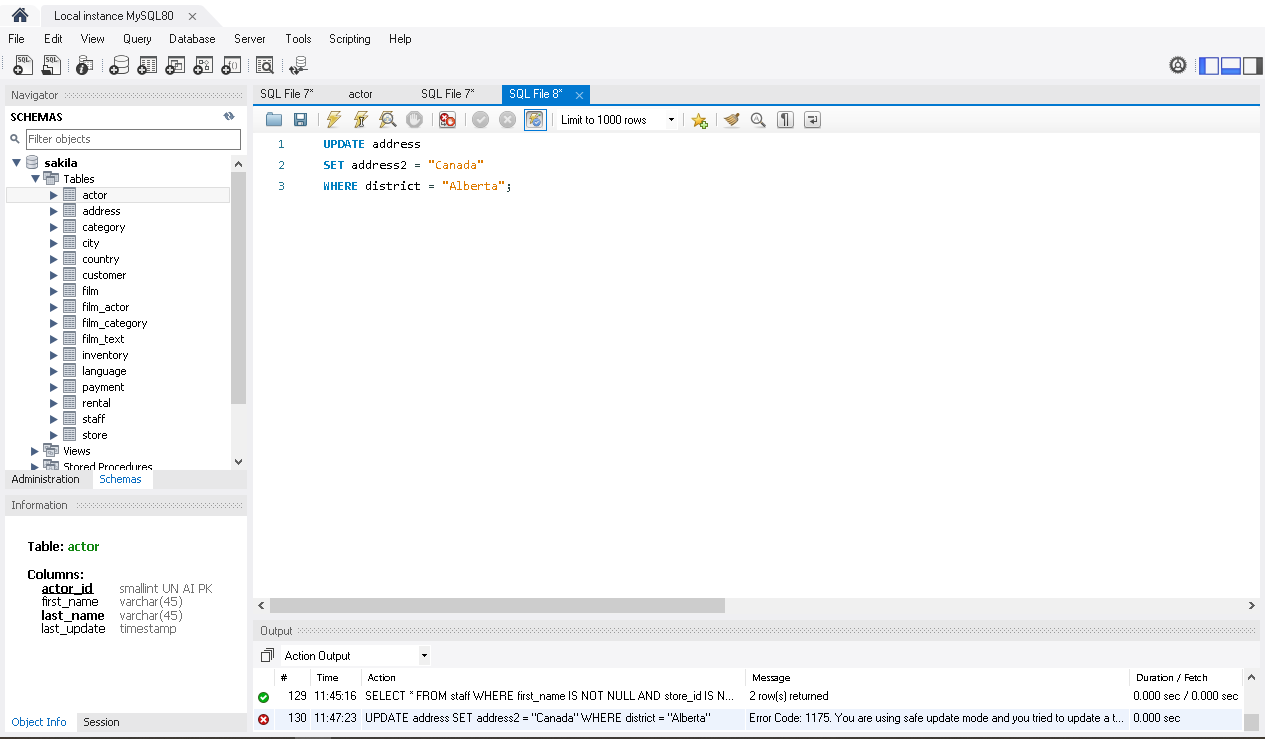 Local instance MySQL80
File Edit View Query Database Server Tools Scripting Help
Navigator
SCHEMAS
Filter objects
sakila
Tables
actor
address
category
city
country
customer
film
film_actor
film_category
film_text
inventory
language
payment
rental
staff
store
Views
Stored Procedures
Administration Schemas
Information
Table: actor
Columns:
actor_id smallint UN AI PK
first_name varchar(45)
last_name varchar(45)
last_update timestamp
Object Info Session
SQL File 7* actor SQL File 7* SQL File 8*
Limit to 1000 rows
1 UPDATE address
2 SET address2 = "Canada"
3 WHERE district = "Alberta";
Output
Action Output
# Time Action Message Duration / Fetch
129 11:45:16 SELECT * FROM staff WHERE first_name IS NOT NULL AND store_id IS N... 2 row(s) returned 0.000 sec / 0.000 sec
130 11:47:23 UPDATE address SET address2 = "Canada" WHERE district = "Alberta" Error Code: 1175. You are using safe update mode and you tried to update a t... 0.000 sec